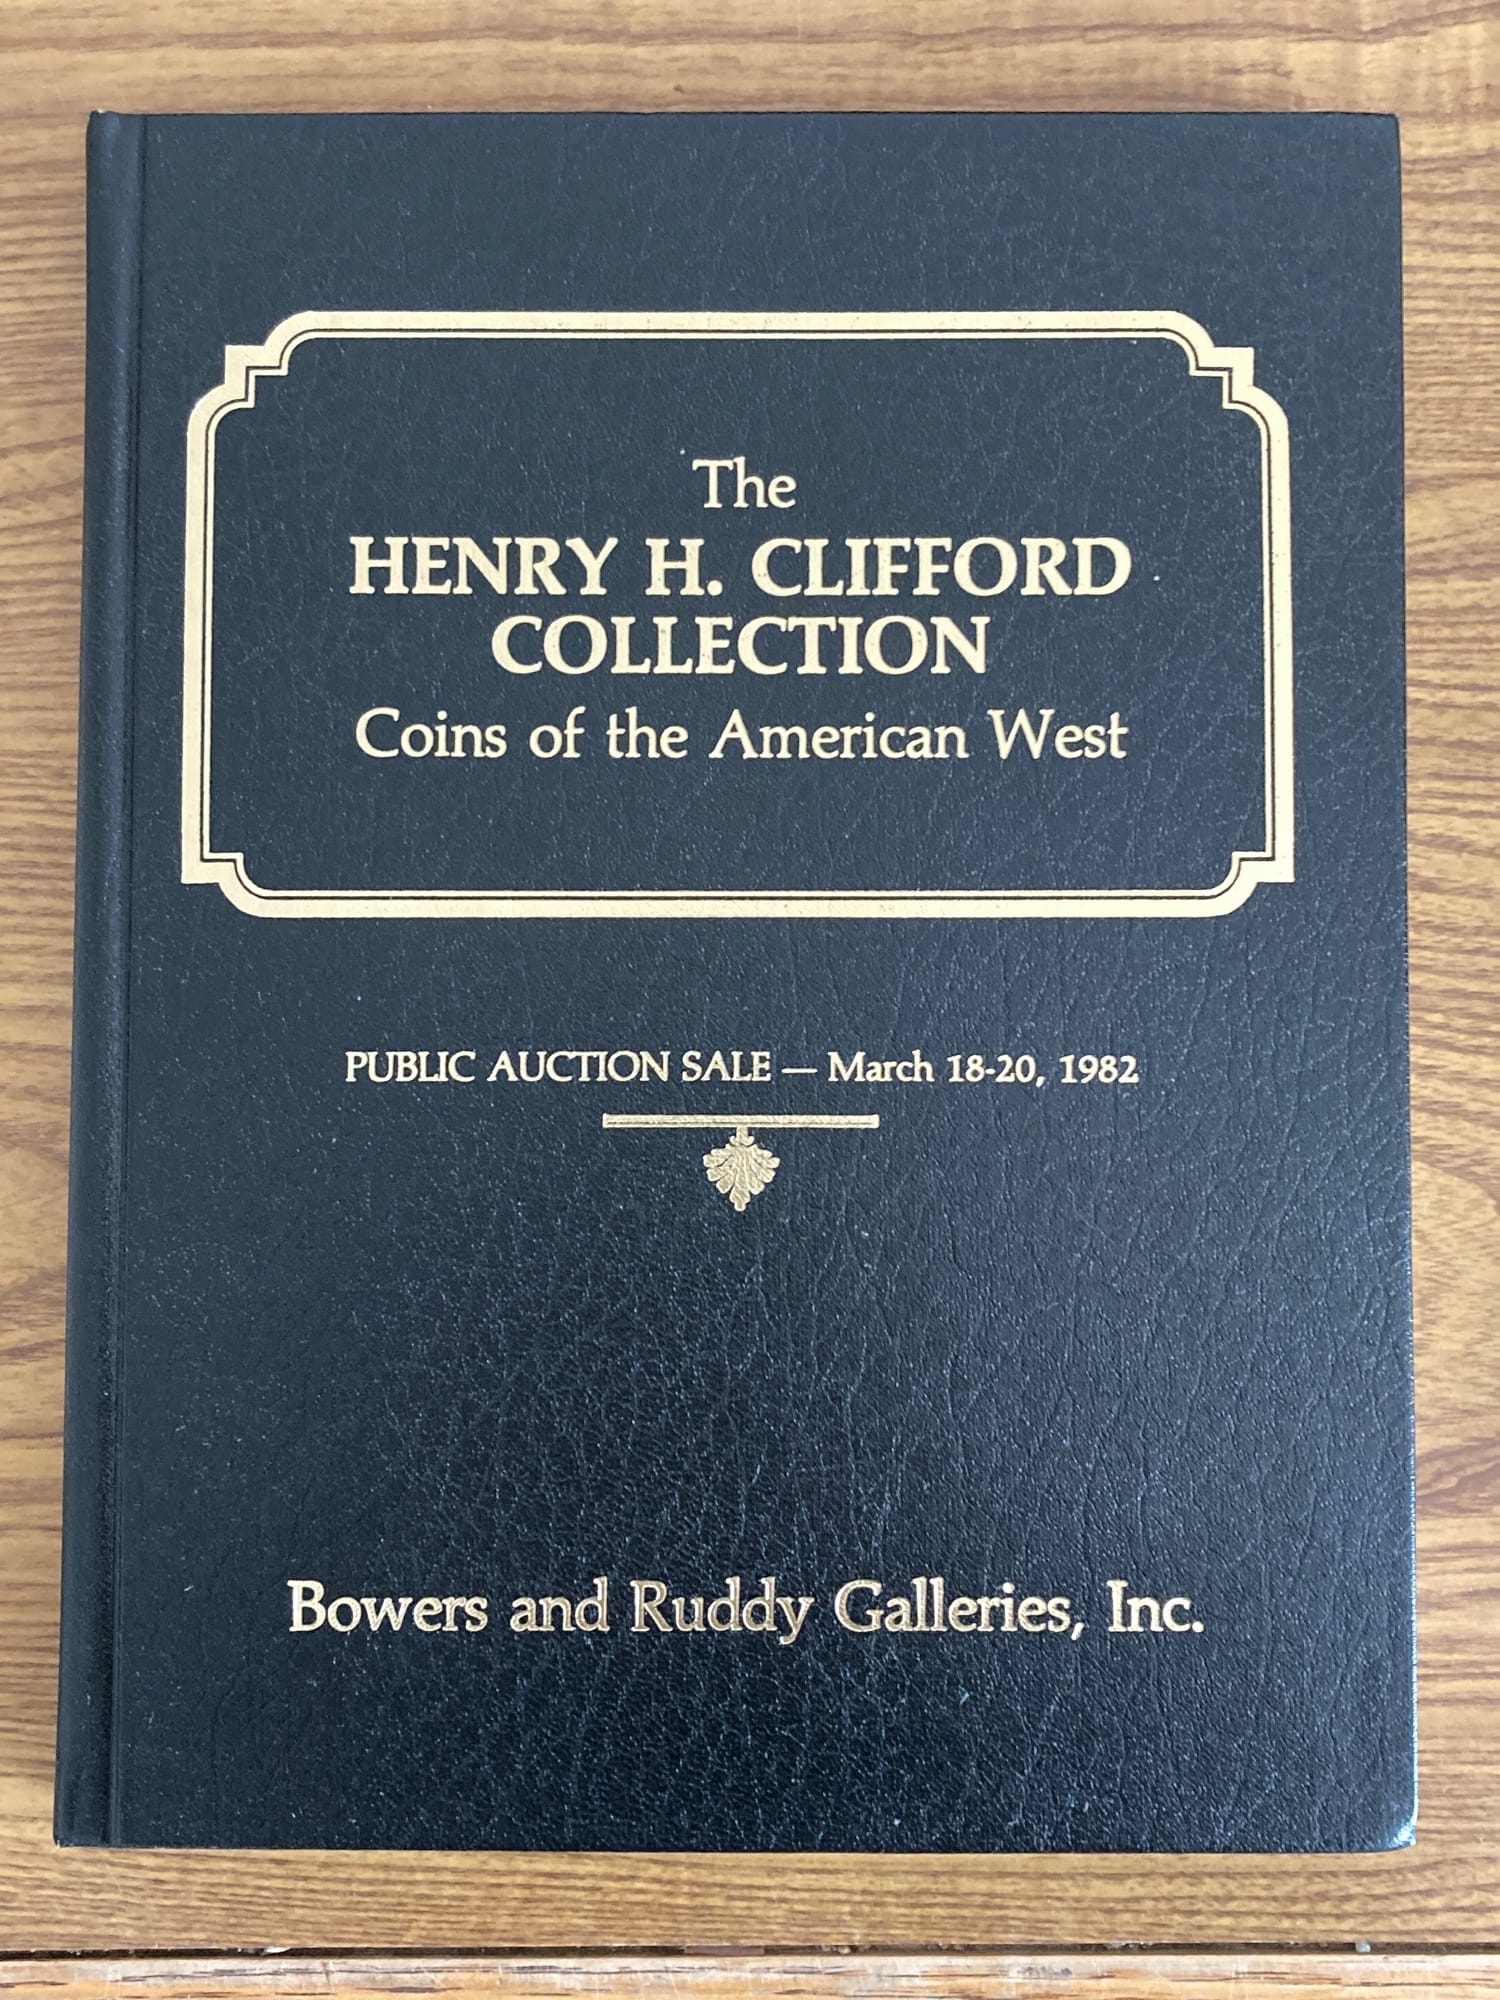 The
HENRY H. CLIFFORD
COLLECTION
Coins of the American West
PUBLIC AUCTION SALE — March 18-20, 1982
Bowers and Ruddy Galleries, Inc.